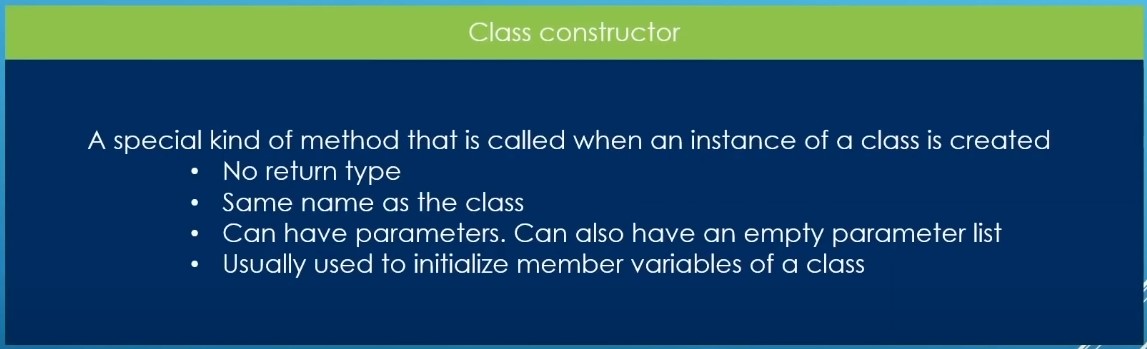 Class constructor
A special kind of method that is called when an instance of a class is created
• No return type
• Same name as the class
• Can have parameters. Can also have an empty parameter list
• Usually used to initialize member variables of a class